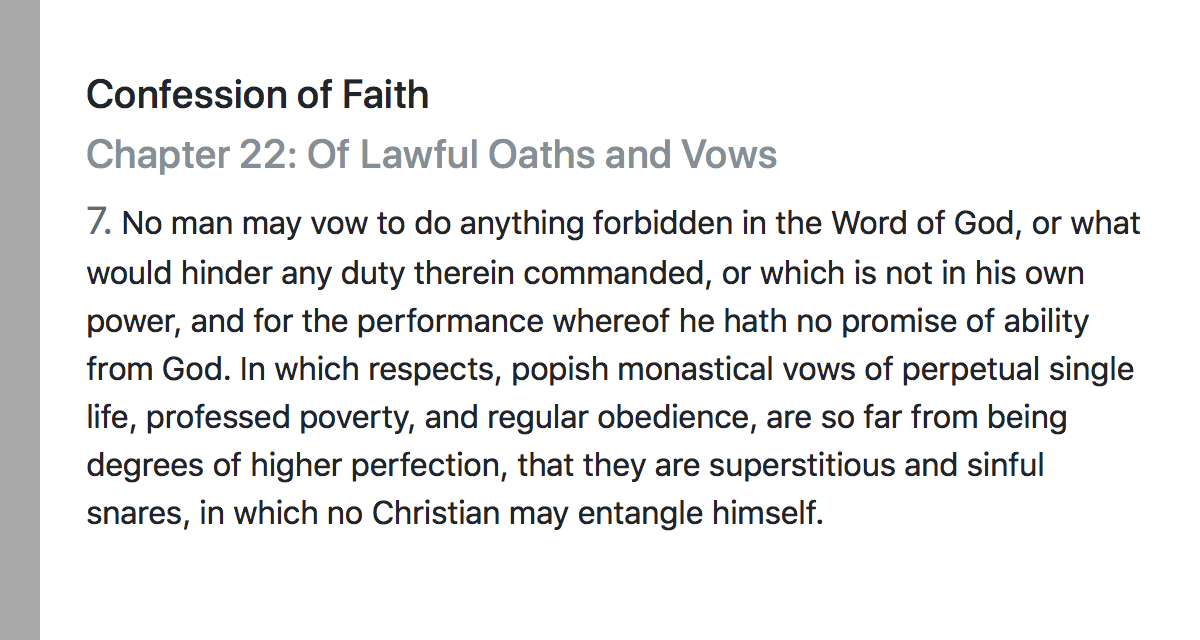 Confession of Faith
Chapter 22: Of Lawful Oaths and Vows
7. No man may vow to do anything forbidden in the Word of God, or what
would hinder any duty therein commanded, or which is not in his own
power, and for the performance whereof he hath no promise of ability
from God. In which respects, popish monastical vows of perpetual single
life, professed poverty, and regular obedience, are so far from being
degrees of higher perfection, that they are superstitious and sinful
snares, in which no Christian may entangle himself.